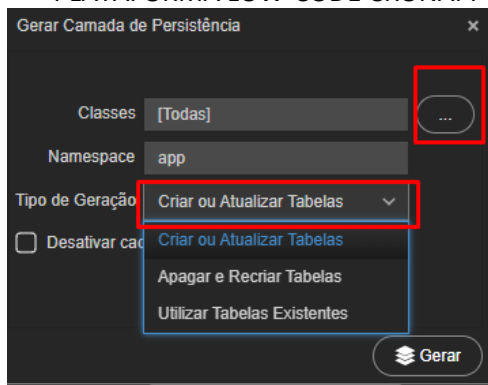 Gerar Camada de Persistência ×
Classes [Todas] ...
Namespace app
Tipo de Geração Criar ou Atualizar Tabelas
Desativar cac
Criar ou Atualizar Tabelas
Apagar e Recriar Tabelas
Utilizar Tabelas Existentes
Gerar